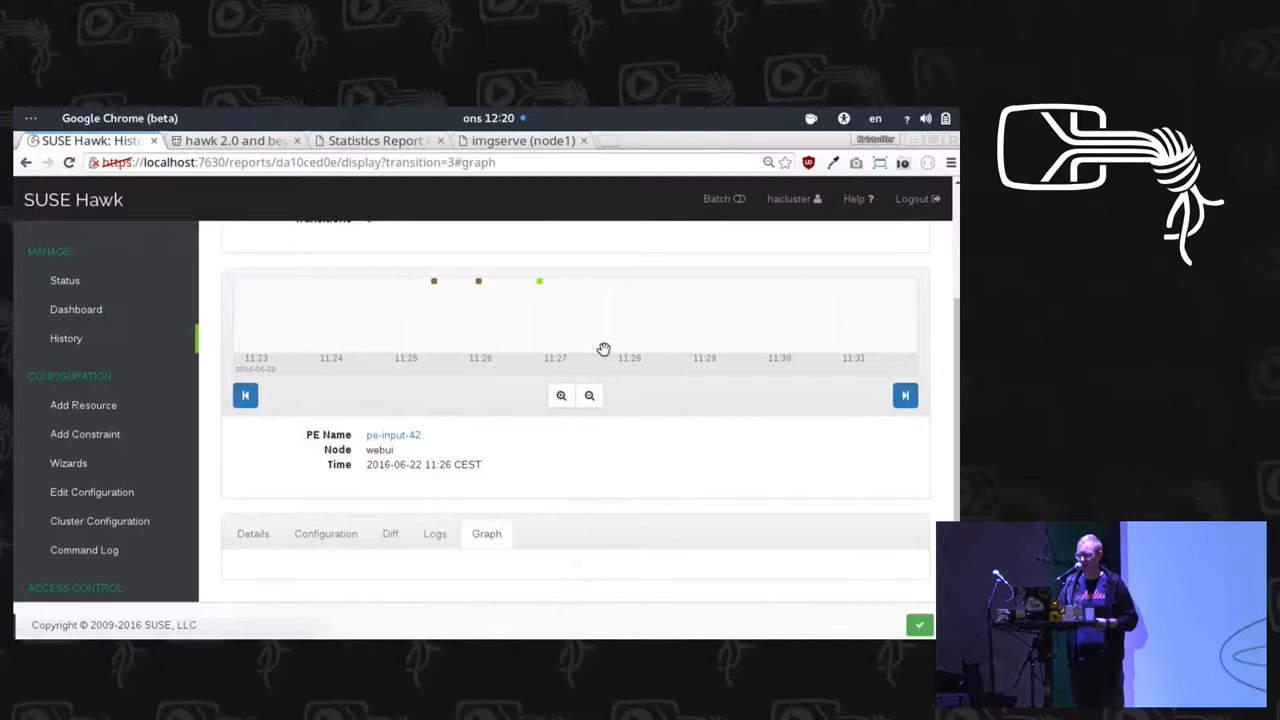 Google Chrome (beta)
ons 12:20
en
SUSE Hawk: Histo
hawk 2.0 and be
Statistics Report
imgserve (node1)
Kristoffer
https://localhost:7630/reports/da10ced0e/display?transition=3#graph
SUSE Hawk
Batch
hacluster
Help ?
Logout
MANAGE
Status
Dashboard
History
CONFIGURATION
Add Resource
Add Constraint
Wizards
Edit Configuration
Cluster Configuration
Command Log
ACCESS CONTROL
11:23 11:24 11:25 11:26 11:27 11:28 11:29 11:30 11:31
2016-06-22
PE Name pe-input-42
Node webui
Time 2016-06-22 11:26 CEST
Details Configuration Diff Logs Graph
Copyright © 2009-2016 SUSE, LLC